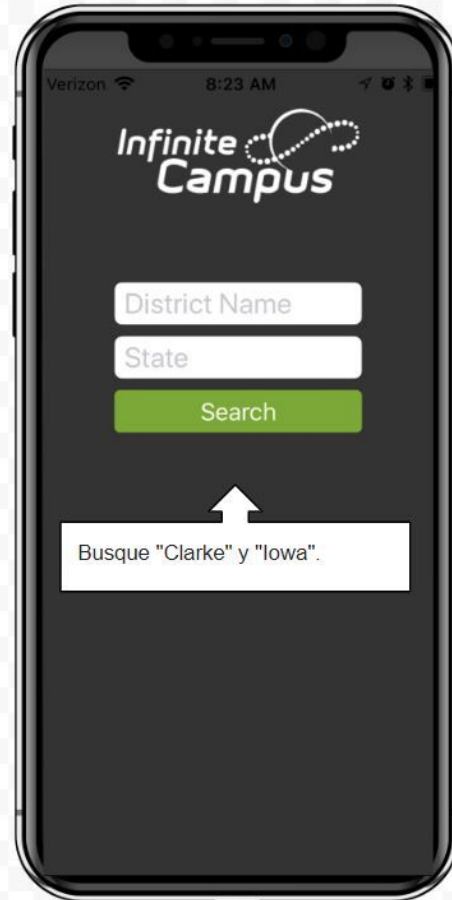 Verizon 8:23 AM
Infinite
Campus
District Name
State
Search
Busque "Clarke" y "Iowa".